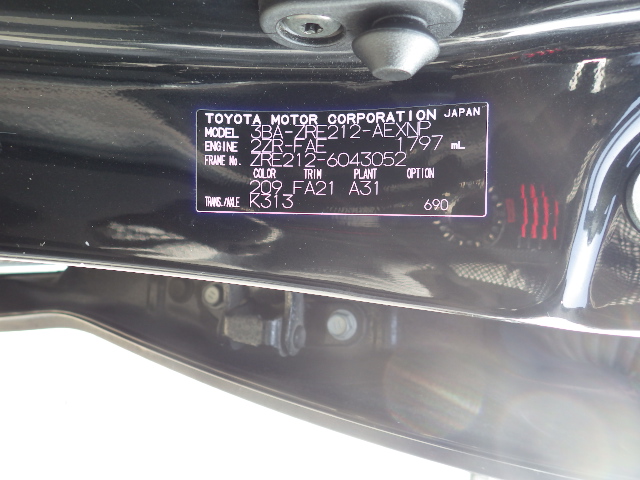 TOYOTA MOTOR CORPORATION JAPAN
MODEL 3BA-ZRE212-AEXNP
ENGINE 2ZR-FAE 1797 mL
FRAME No. ZRE212-6043052
COLOR TRIM PLANT OPTION
209 FA21 A31
TRANS./AXLE K313 690